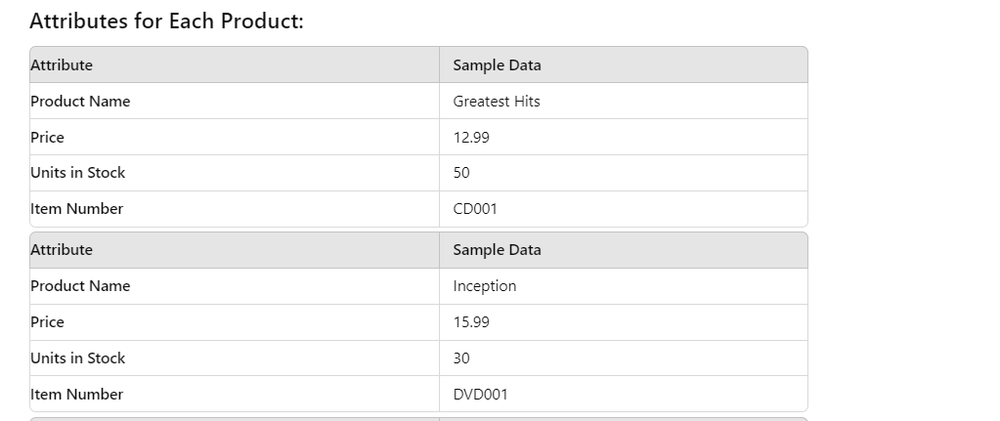 Attributes for Each Product:
Attribute Sample Data
Product Name Greatest Hits
Price 12.99
Units in Stock 50
Item Number CD001
Attribute Sample Data
Product Name Inception
Price 15.99
Units in Stock 30
Item Number DVD001